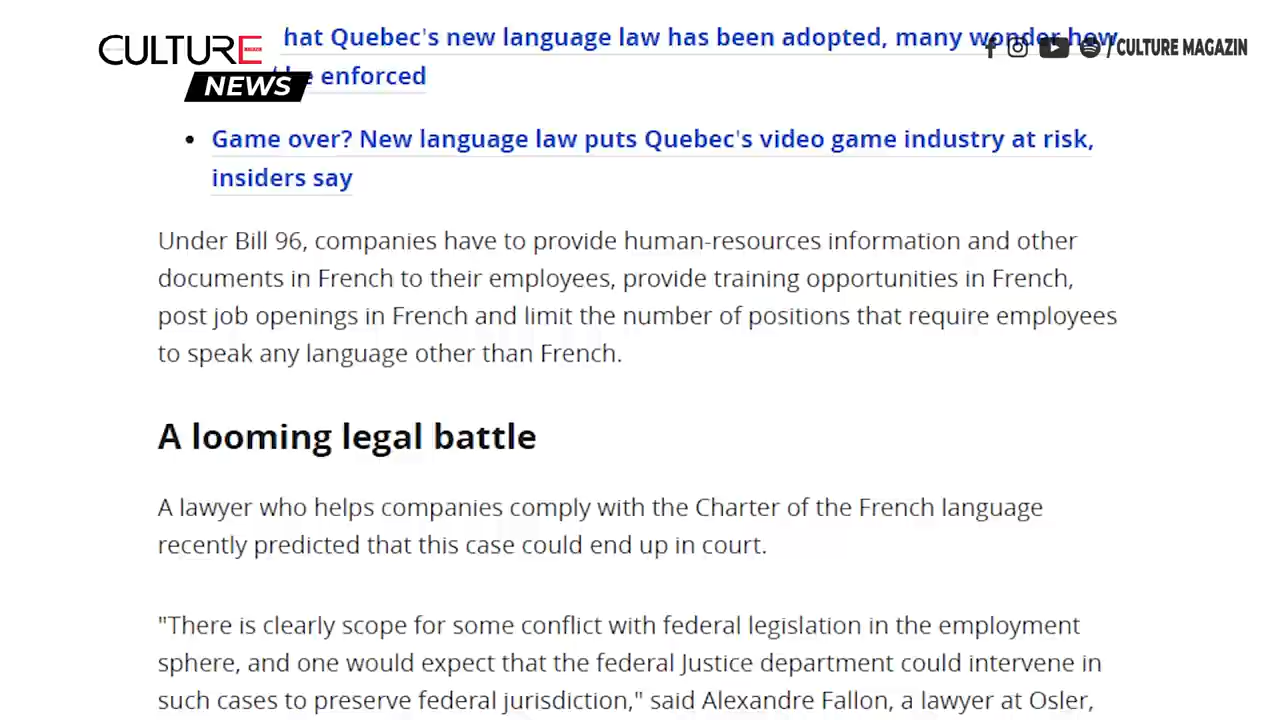 CULTURE
NEWS
hat Quebec's new language law has been adopted, many wonder how
be enforced
/ CULTURE MAGAZIN
Game over? New language law puts Quebec's video game industry at risk,
insiders say
Under Bill 96, companies have to provide human-resources information and other
documents in French to their employees, provide training opportunities in French,
post job openings in French and limit the number of positions that require employees
to speak any language other than French.
A looming legal battle
A lawyer who helps companies comply with the Charter of the French language
recently predicted that this case could end up in court.
"There is clearly scope for some conflict with federal legislation in the employment
sphere, and one would expect that the federal Justice department could intervene in
such cases to preserve federal jurisdiction," said Alexandre Fallon, a lawyer at Osler,